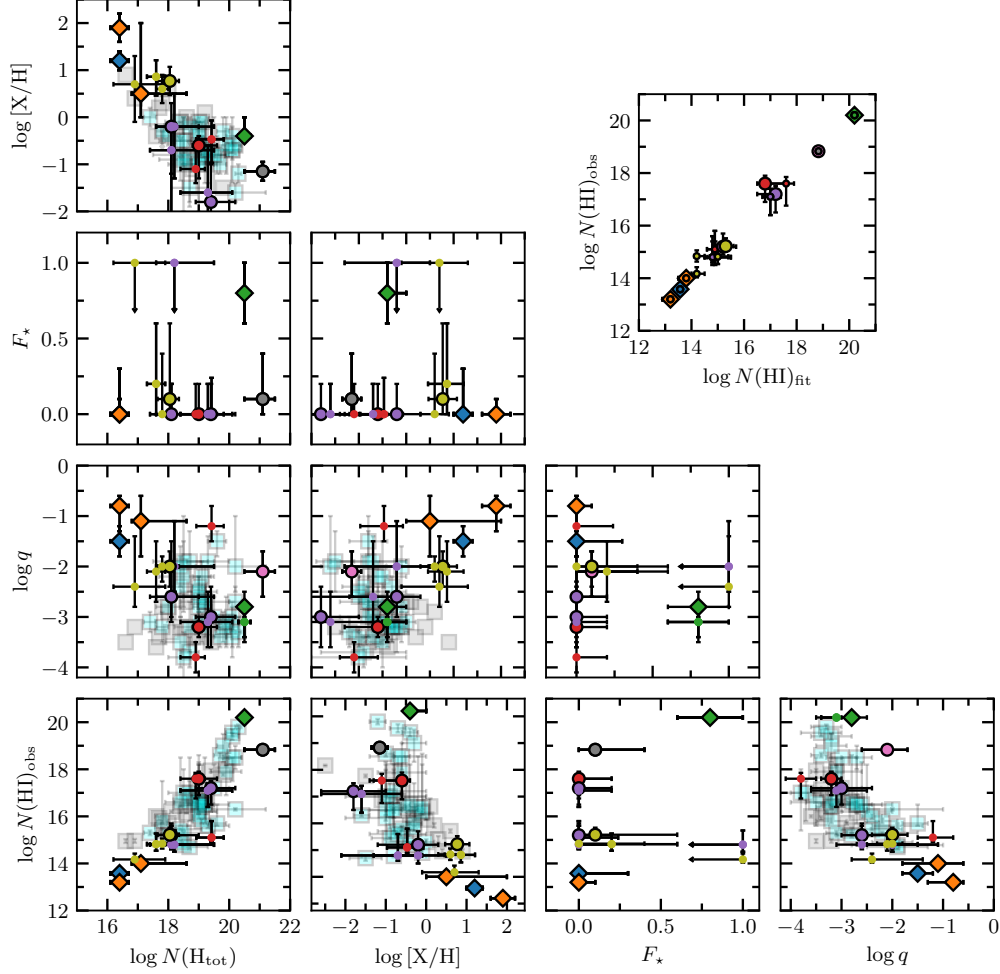 2
1
0
−1
−2
log [X/H]
20
18
16
14
12
log N(HI)obs
12 14 16 18 20
log N(HI)fit
1.0
0.5
0.0
F⋆
0
−1
−2
−3
−4
log q
20
18
16
14
12
log N(HI)obs
16 18 20 22
log N(Htot)
−2 −1 0 1 2
log [X/H]
0.0 0.5 1.0
F⋆
−4 −3 −2 −1 0
log q